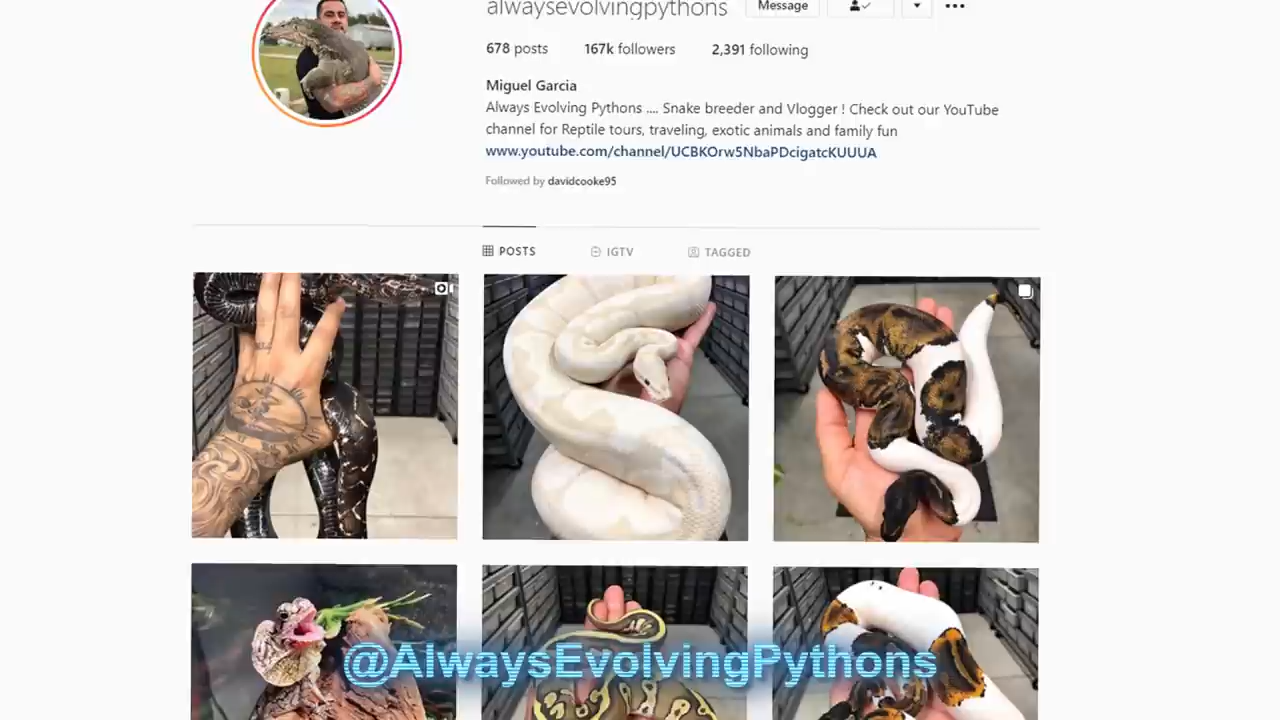 alwaysevolvingpythons
Message
678 posts 167k followers 2,391 following
Miguel Garcia
Always Evolving Pythons .... Snake breeder and Vlogger ! Check out our YouTube
channel for Reptile tours, traveling, exotic animals and family fun
www.youtube.com/channel/UCBKOrw5NbaPDcigatcKUUUA
Followed by davidcooke95
POSTS IGTV TAGGED
@AlwaysEvolvingPythons